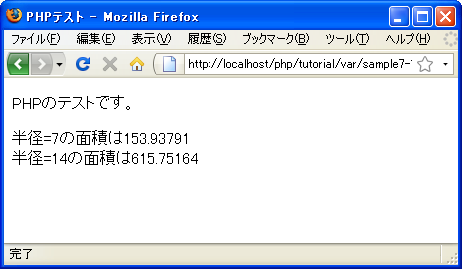 PHPテスト - Mozilla Firefox
ファイル(F) 編集(E) 表示(V) 履歴(S) ブックマーク(B) ツール(T) ヘルプ(H)
http://localhost/php/tutorial/var/sample7-
PHPのテストです。
半径=7の面積は153.93791
半径=14の面積は615.75164
完了